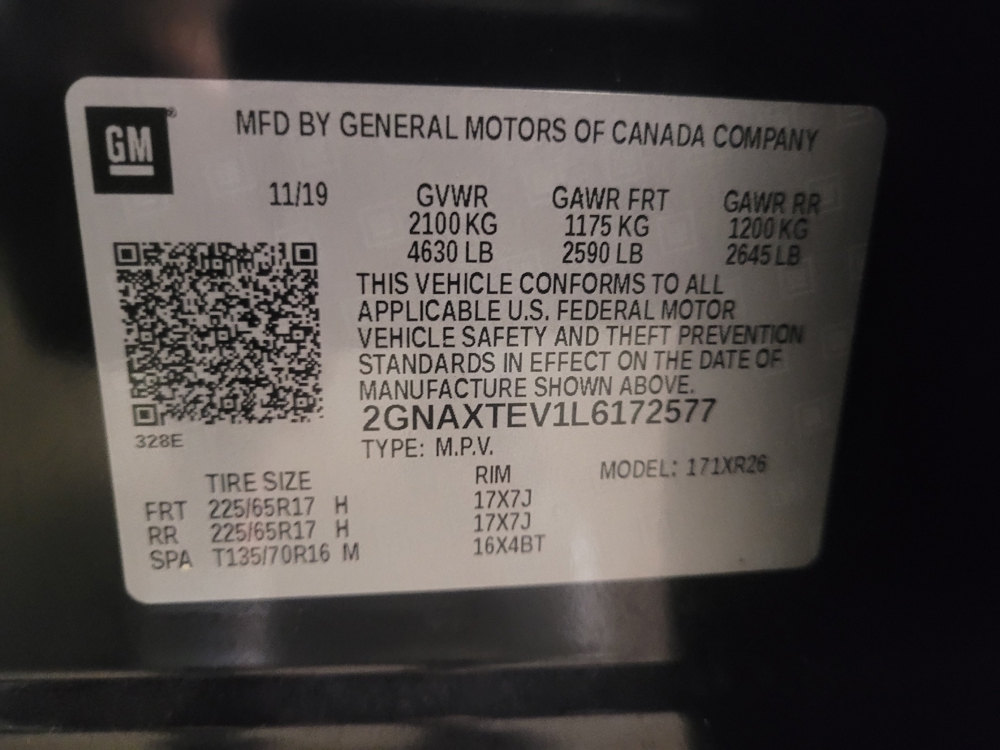 GM®
MFD BY GENERAL MOTORS OF CANADA COMPANY
11/19 GVWR GAWR FRT GAWR RR
2100 KG 1175 KG 1200 KG
4630 LB 2590 LB 2645 LB
THIS VEHICLE CONFORMS TO ALL
APPLICABLE U.S. FEDERAL MOTOR
VEHICLE SAFETY AND THEFT PREVENTION
STANDARDS IN EFFECT ON THE DATE OF
MANUFACTURE SHOWN ABOVE.
2GNAXTEV1L6172577
328E
TYPE: M.P.V. MODEL: 171XR26
TIRE SIZE RIM
FRT 225/65R17 H 17X7J
RR 225/65R17 H 17X7J
SPA T135/70R16 M 16X4BT